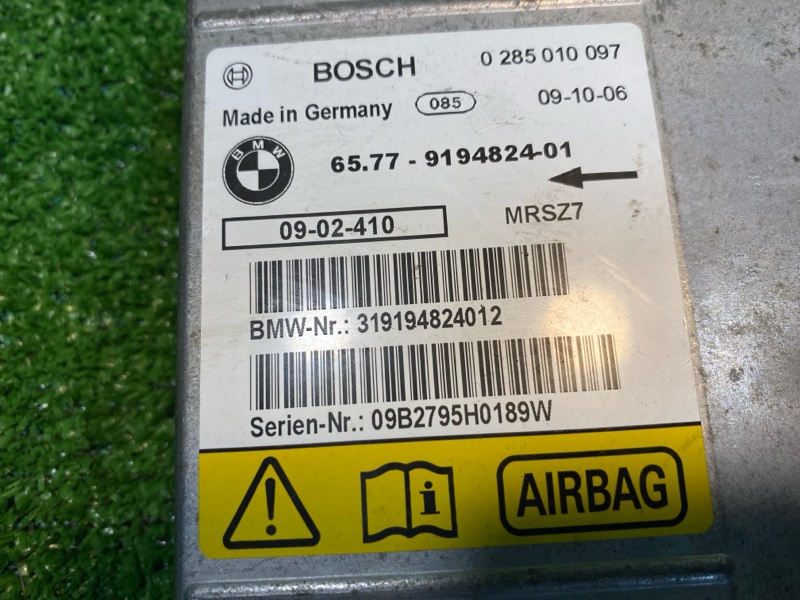 BOSCH 0 285 010 097
Made in Germany 085 09-10-06
BMW 65.77 - 9194824-01
09-02-410 MRSZ7
BMW-Nr.: 319194824012
Serien-Nr.: 09B2795H0189W
! i AIRBAG